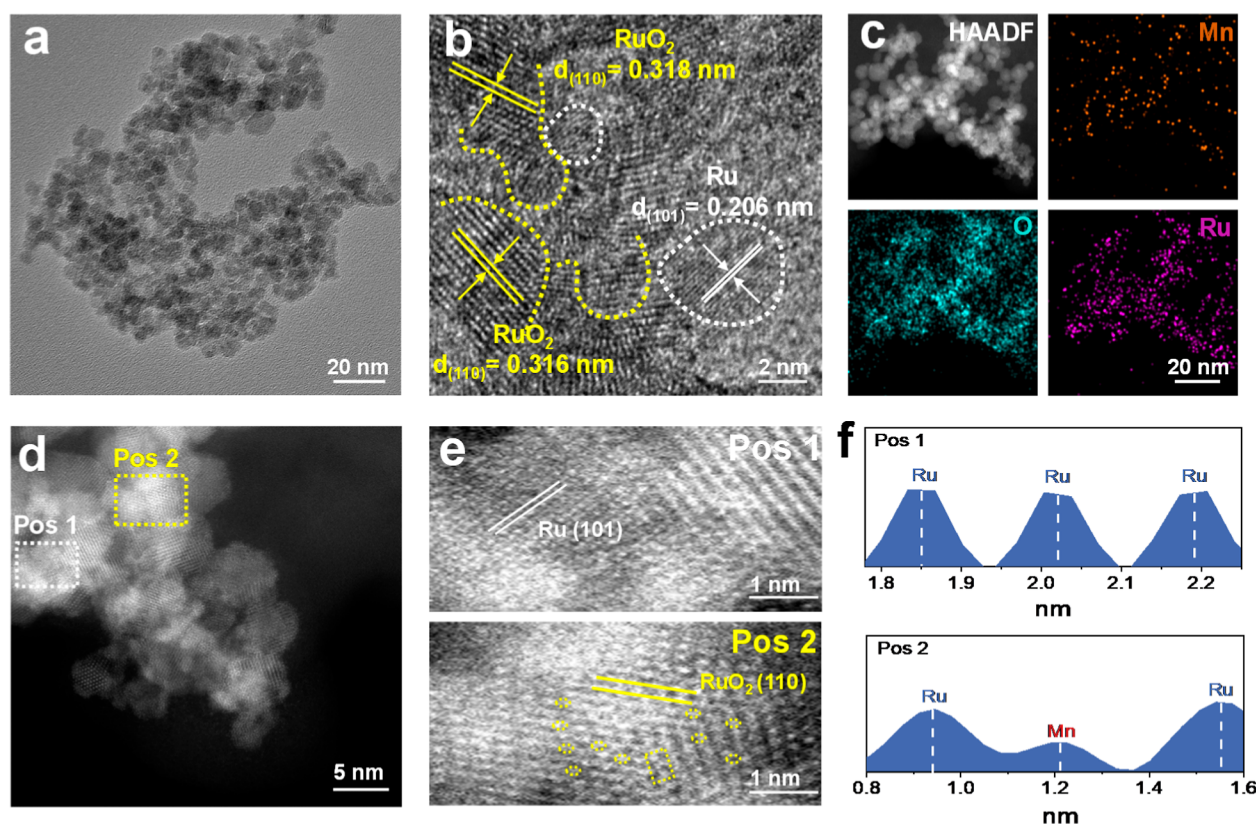 a
20 nm
b
RuO2
d(110)= 0.318 nm
Ru
d(101)= 0.206 nm
RuO2
d(110)= 0.316 nm
2 nm
c
HAADF
Mn
O
Ru
20 nm
d
Pos 2
Pos 1
5 nm
e
Pos 1
Ru (101)
1 nm
Pos 2
RuO2 (110)
1 nm
f
Pos 1
Ru
Ru
Ru
1.8 1.9 2.0 2.1 2.2
nm
Pos 2
Ru
Mn
Ru
0.8 1.0 1.2 1.4 1.6
nm